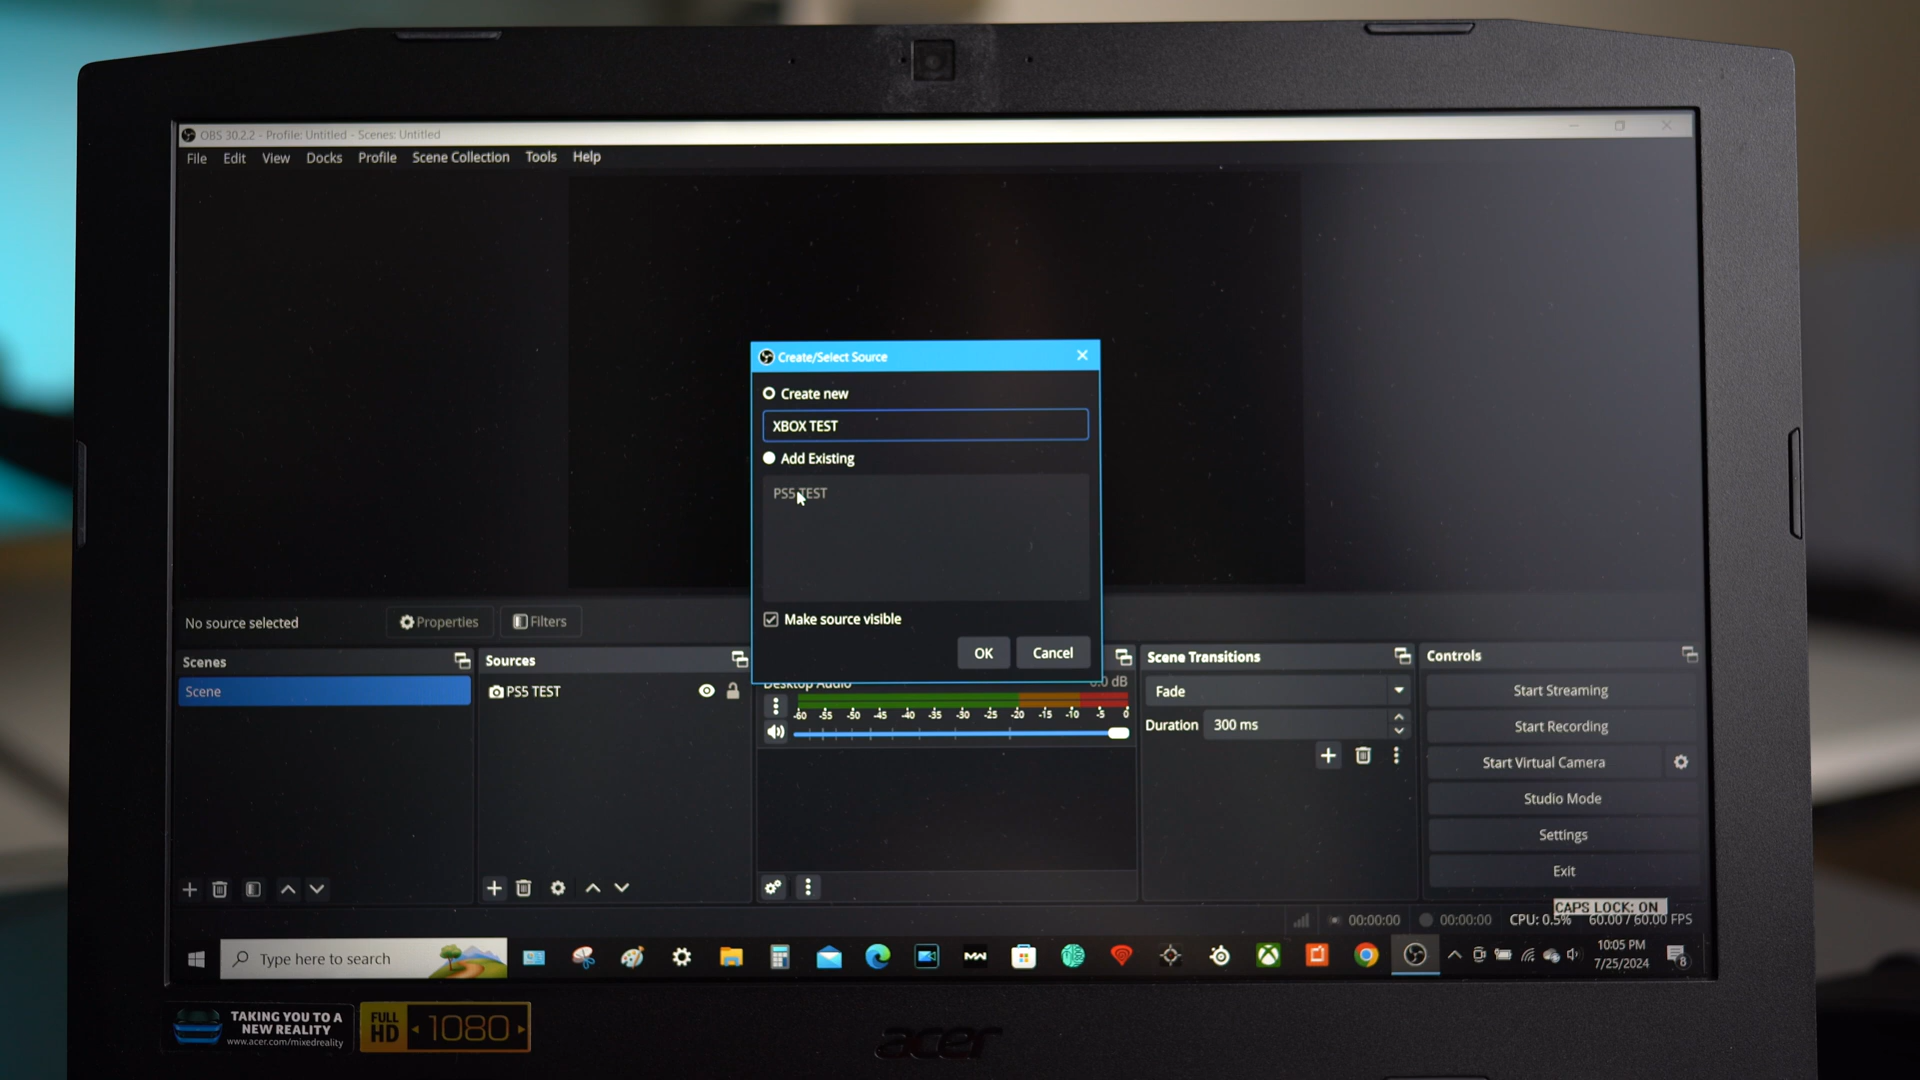 OBS 30.2.2 - Profile: Untitled - Scenes: Untitled
File Edit View Docks Profile Scene Collection Tools Help
Create/Select Source
Create new
XBOX TEST
Add Existing
PS5 TEST
Make source visible
OK Cancel
No source selected
Properties
Filters
Scenes
Sources
Scene Transitions
Controls
Scene
PS5 TEST
Desktop Audio
0.0 dB
-60 -55 -50 -45 -40 -35 -30 -25 -20 -15 -10 -5 0
Fade
Duration 300 ms
Start Streaming
Start Recording
Start Virtual Camera
Studio Mode
Settings
Exit
CAPS LOCK: ON
00:00:00
00:00:00
CPU: 0.5%
60.00 / 60.00 FPS
Type here to search
MW
10:05 PM
7/25/2024
8
TAKING YOU TO A
NEW REALITY
www.acer.com/mixedreality
FULL
HD
1080
acer